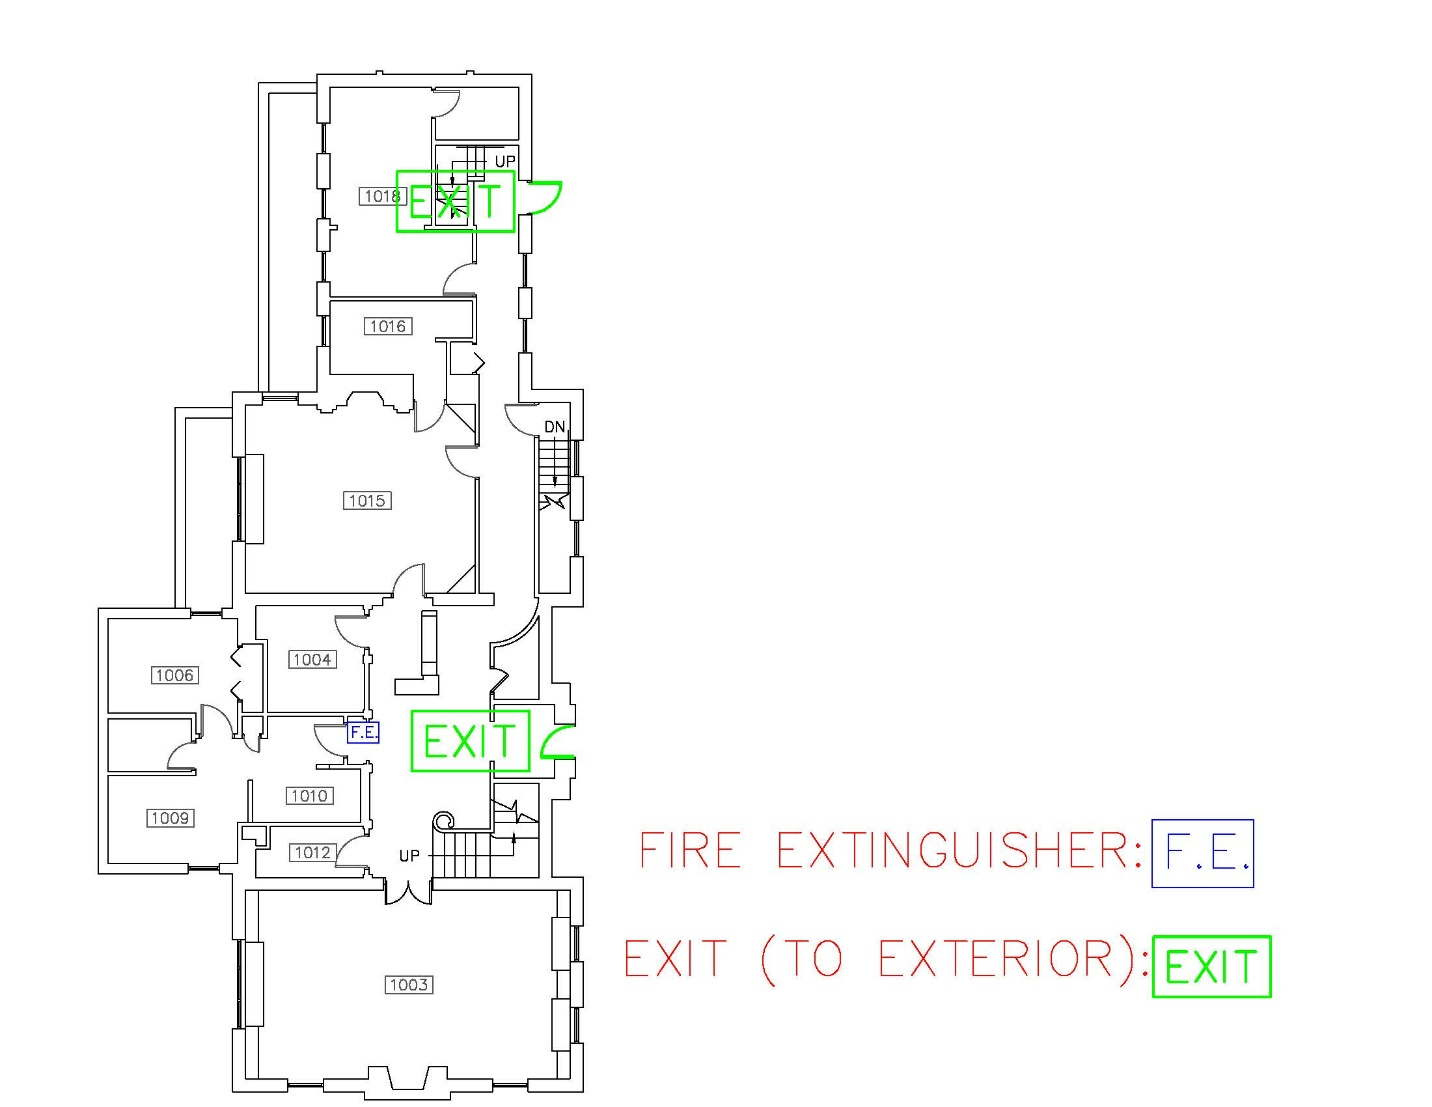 UP
1018
EXIT
1016
DN
1015
1004
1006
F.E.
EXIT
1010
1009
1012
UP
FIRE EXTINGUISHER: F.E.
EXIT (TO EXTERIOR): EXIT
1003